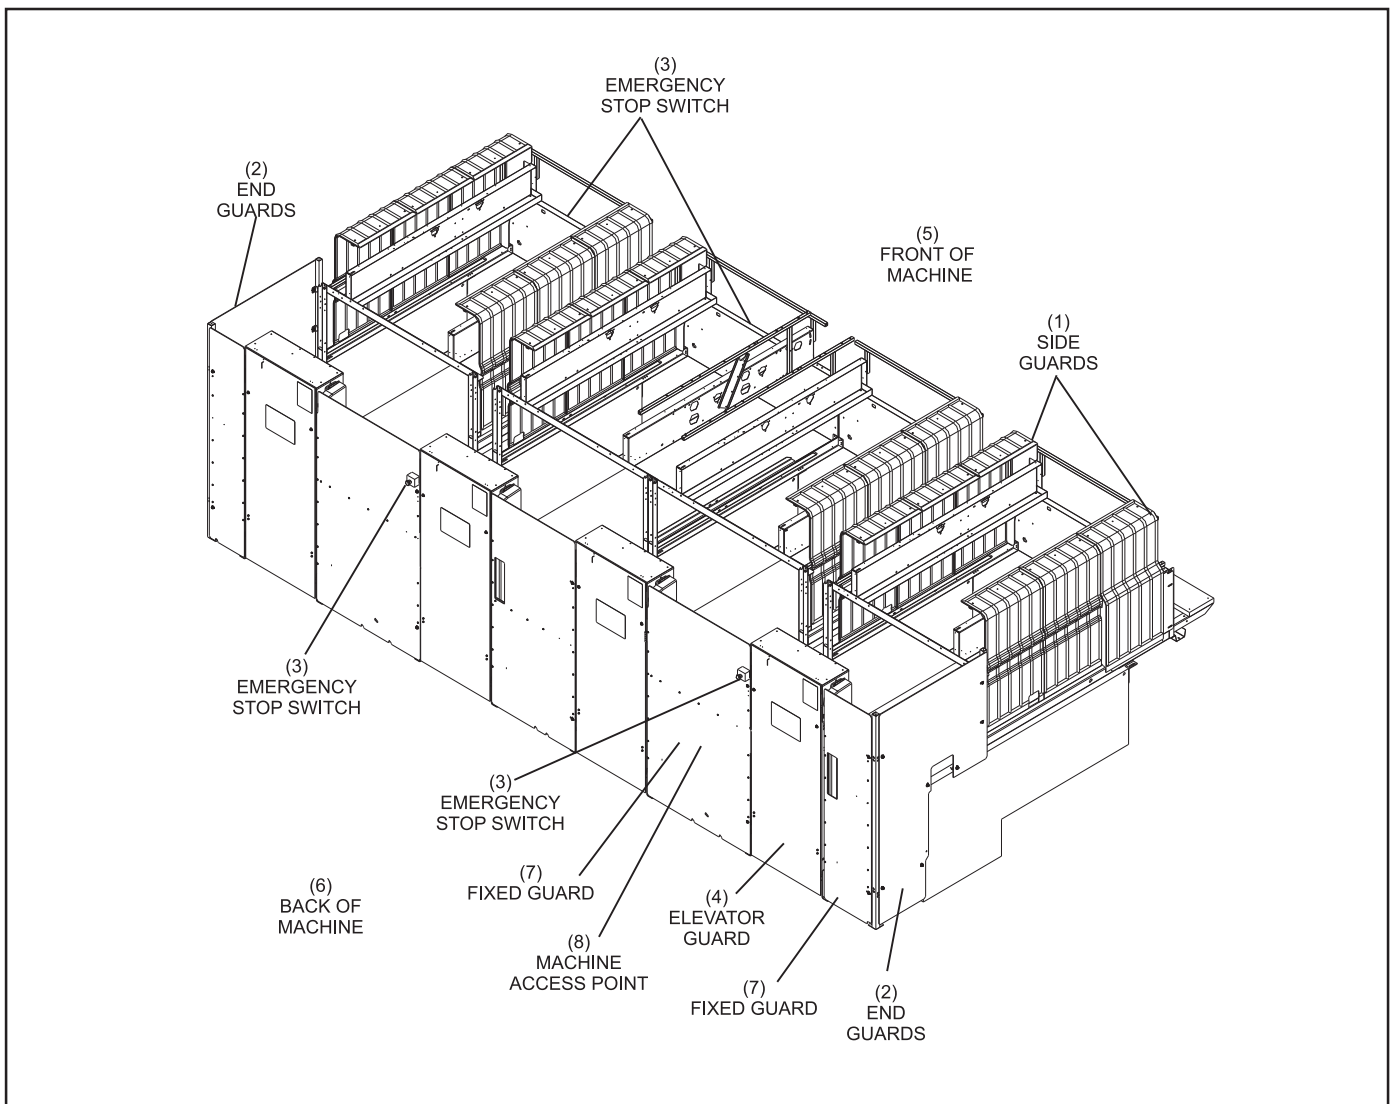 (3)
EMERGENCY
STOP SWITCH
(2)
END
GUARDS
(5)
FRONT OF
MACHINE
(1)
SIDE
GUARDS
(3)
EMERGENCY
STOP SWITCH
(3)
EMERGENCY
STOP SWITCH
(7)
FIXED GUARD
(6)
BACK OF
MACHINE
(4)
ELEVATOR
GUARD
(8)
MACHINE
ACCESS POINT
(7)
FIXED GUARD
(2)
END
GUARDS